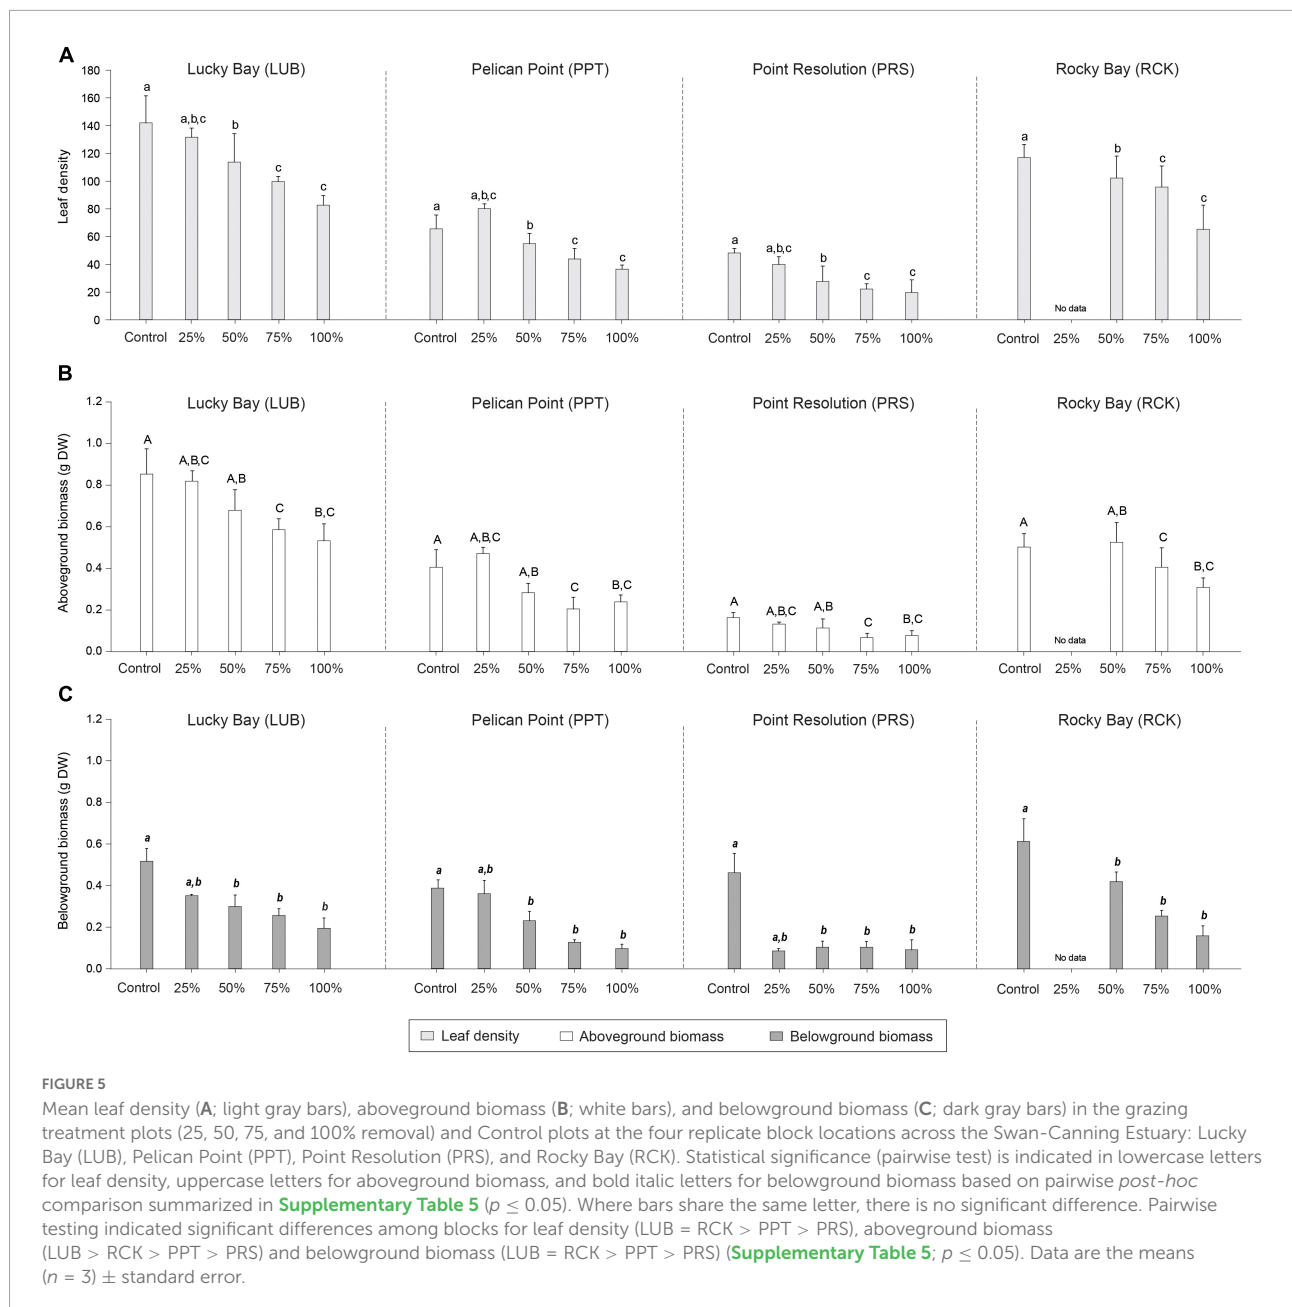 A
Lucky Bay (LUB) Pelican Point (PPT) Point Resolution (PRS) Rocky Bay (RCK)
Leaf density
180
160
140
120
100
80
60
40
20
0
a a,b,c b c c
a a,b,c b c c
a a,b,c b c c
a No data b c c
Control 25% 50% 75% 100% Control 25% 50% 75% 100% Control 25% 50% 75% 100% Control 25% 50% 75% 100%
B
Lucky Bay (LUB) Pelican Point (PPT) Point Resolution (PRS) Rocky Bay (RCK)
Aboveground biomass (g DW)
1.2
1.0
0.8
0.6
0.4
0.2
0.0
A A,B,C A,B C B,C
A A,B,C A,B C B,C
A A,B,C A,B C B,C
A No data A,B C B,C
Control 25% 50% 75% 100% Control 25% 50% 75% 100% Control 25% 50% 75% 100% Control 25% 50% 75% 100%
C
Lucky Bay (LUB) Pelican Point (PPT) Point Resolution (PRS) Rocky Bay (RCK)
Belowground biomass (g DW)
1.2
1.0
0.8
0.6
0.4
0.2
0.0
a a,b b b b
a a,b b b b
a a,b b b b
a No data b b b
Control 25% 50% 75% 100% Control 25% 50% 75% 100% Control 25% 50% 75% 100% Control 25% 50% 75% 100%
Leaf density Aboveground biomass Belowground biomass
FIGURE 5
Mean leaf density (A; light gray bars), aboveground biomass (B; white bars), and belowground biomass (C; dark gray bars) in the grazing
treatment plots (25, 50, 75, and 100% removal) and Control plots at the four replicate block locations across the Swan-Canning Estuary: Lucky
Bay (LUB), Pelican Point (PPT), Point Resolution (PRS), and Rocky Bay (RCK). Statistical significance (pairwise test) is indicated in lowercase letters
for leaf density, uppercase letters for aboveground biomass, and bold italic letters for belowground biomass based on pairwise post-hoc
comparison summarized in Supplementary Table 5 (p ≤ 0.05). Where bars share the same letter, there is no significant difference. Pairwise
testing indicated significant differences among blocks for leaf density (LUB = RCK > PPT > PRS), aboveground biomass
(LUB > RCK > PPT > PRS) and belowground biomass (LUB = RCK > PPT > PRS) (Supplementary Table 5; p ≤ 0.05). Data are the means
(n = 3) ± standard error.